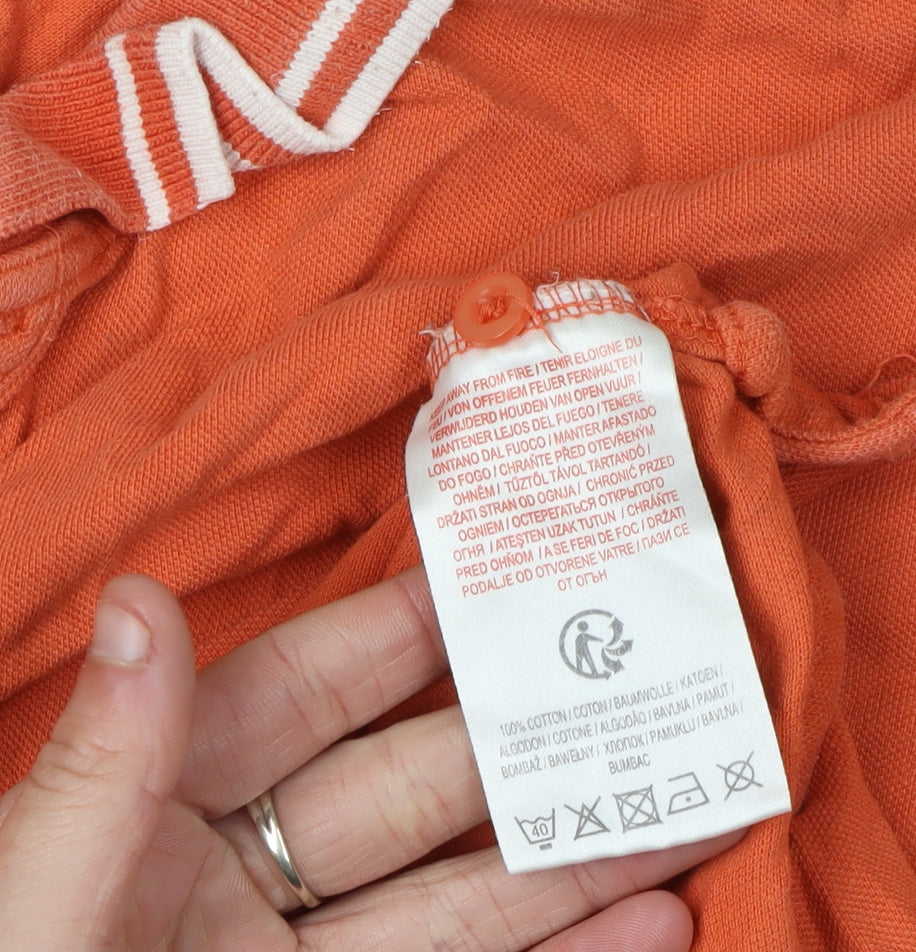 AWAY FROM FIRE / TENIR ELOIGNE DU
FEU / VON OFFENEM FEUER FERNHALTEN /
VERWIJDERD HOUDEN VAN OPEN VUUR /
MANTENER LEJOS DEL FUEGO / TENERE
LONTANO DAL FUOCO / MANTER AFASTADO
DO FOGO / CHRAŇTE PŘED OTEVŘENÝM
OHNĚM / TŰZTŐL TÁVOL TARTANDÓ /
DRŽATI STRAN OD OGNJA / CHRONIĆ PRZED
OGNIEM / ОСТЕРЕГАТЬСЯ ОТКРЫТОГО
ОГНЯ / ATEŞTEN UZAK TUTUN / CHRÁŇTE
PRED OHŇOM / A SE FERI DE FOC / DRŽATI
PODALJE OD OTVORENE VATRE / ПАЗИ СЕ
ОТ ОГЪН
100% COTTON / COTON / BAUMWOLLE / KATOEN /
ALGODON / COTONE / ALGODÃO / BAVLNA / PAMUT /
BOMBAŽ / BAWEŁNY / ХЛОПОК / PAMUKLU / BAVLNA /
BUMBAC
40